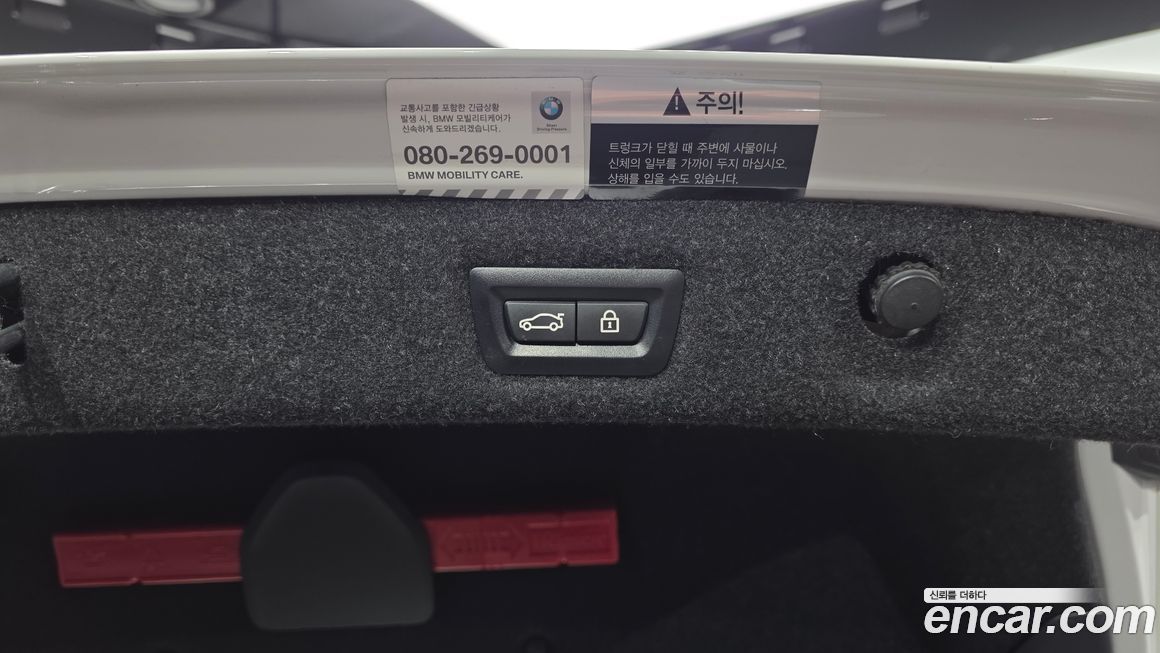 교통사고를 포함한 긴급상황
발생 시, BMW 모빌리티케어가
신속하게 도와드리겠습니다.
Sheer
Driving Pleasure
080-269-0001
BMW MOBILITY CARE.
주의!
트렁크가 닫힐 때 주변에 사물이나
신체의 일부를 가까이 두지 마십시오.
상해를 입을 수도 있습니다.
신뢰를 더하다
encar.com